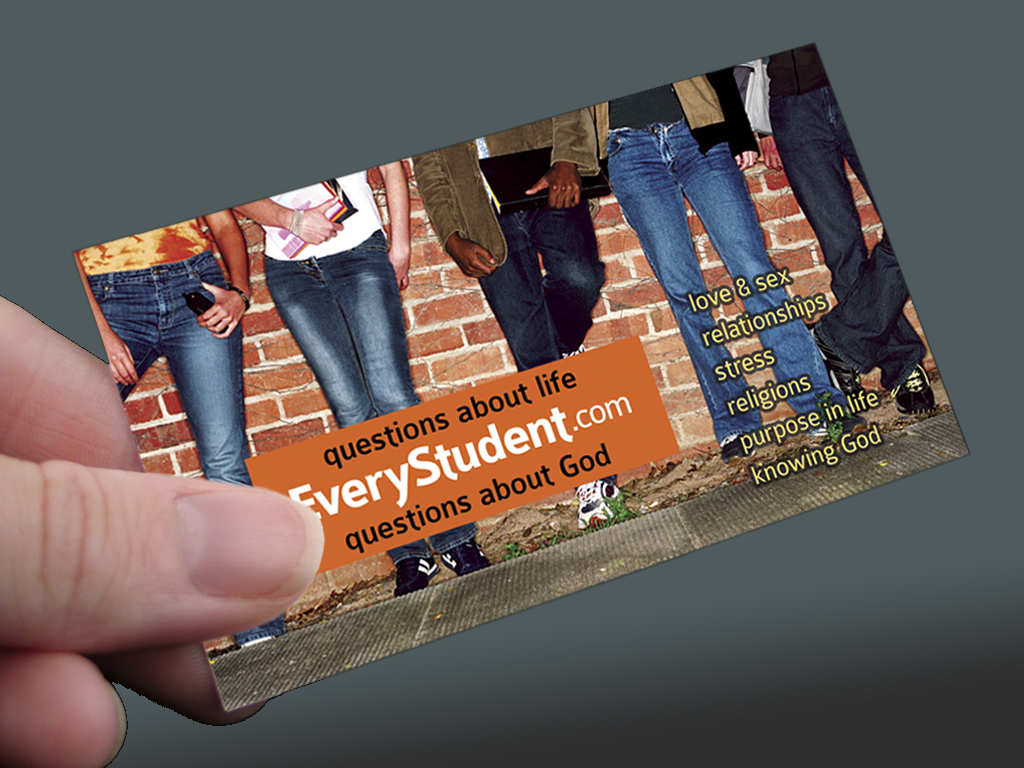 questions about life
EveryStudent.com
questions about God
love & sex
relationships
stress
religions
purpose in life
knowing God